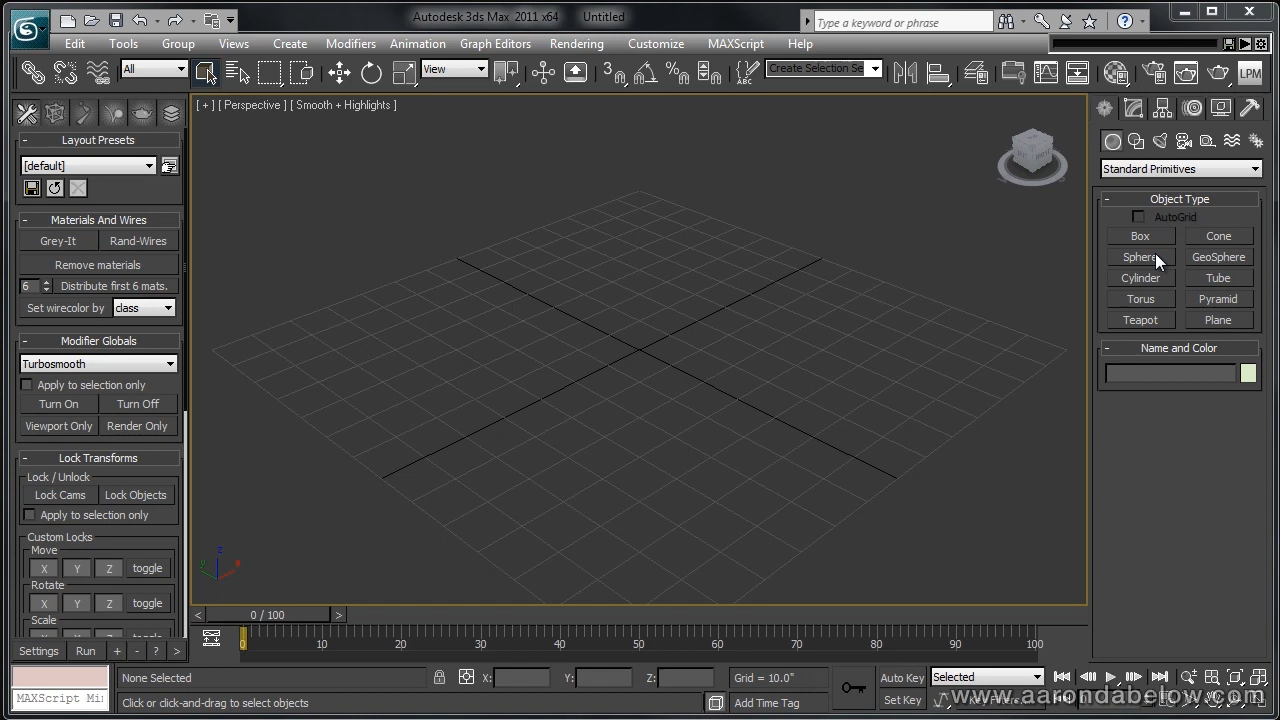 Autodesk 3ds Max 2011 x64 Untitled
Type a keyword or phrase
Edit Tools Group Views Create Modifiers Animation Graph Editors Rendering Customize MAXScript Help
All View Create Selection Se LPM
[ + ] [ Perspective ] [ Smooth + Highlights ]
Layout Presets
[default]
Materials And Wires
Grey-It Rand-Wires
Remove materials
6 Distribute first 6 mats.
Set wirecolor by class
Modifier Globals
Turbosmooth
Apply to selection only
Turn On Turn Off
Viewport Only Render Only
Lock Transforms
Lock / Unlock
Lock Cams Lock Objects
Apply to selection only
Custom Locks
Move
X Y Z toggle
Rotate
X Y Z toggle
Scale
Settings Run + - ? >
Standard Primitives
Object Type
AutoGrid
Box Cone
Sphere GeoSphere
Cylinder Tube
Torus Pyramid
Teapot Plane
Name and Color
z
y
x
< 0 / 100 >
0 10 20 30 40 50 60 70 80 90 100
None Selected X: Y: Z: Grid = 10.0" Auto Key Selected
MAXScript Mi Click or click-and-drag to select objects Add Time Tag Set Key Key Filters...
www.aarondabelow.com